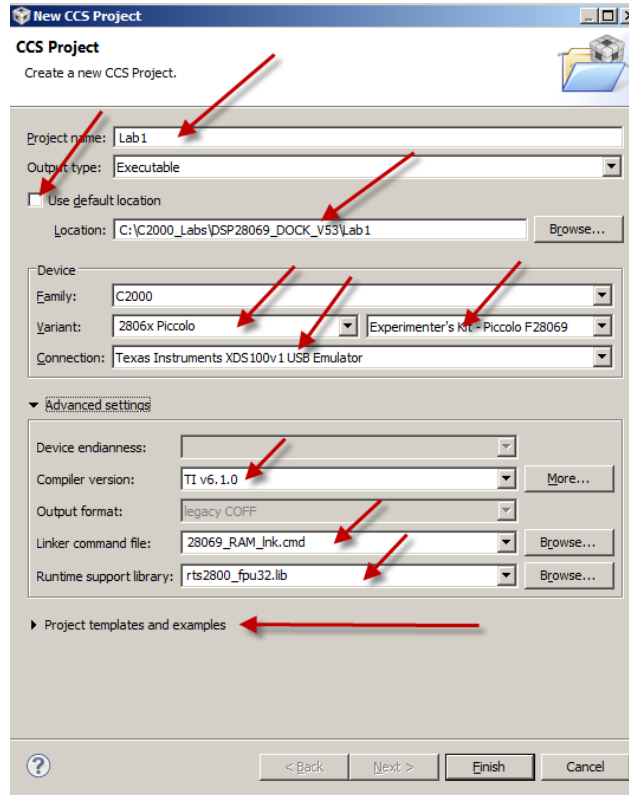 New CCS Project
CCS Project
Create a new CCS Project.
Project name: Lab1
Output type: Executable
Use default location
Location: C:\C2000_Labs\DSP28069_DOCK_V53\Lab1 Browse...
Device
Family: C2000
Variant: 2806x Piccolo Experimenter's Kit - Piccolo F28069
Connection: Texas Instruments XDS100v1 USB Emulator
Advanced settings
Device endianness:
Compiler version: TI v6.1.0 More...
Output format: legacy COFF
Linker command file: 28069_RAM_lnk.cmd Browse...
Runtime support library: rts2800_fpu32.lib Browse...
Project templates and examples
? < Back Next > Finish Cancel